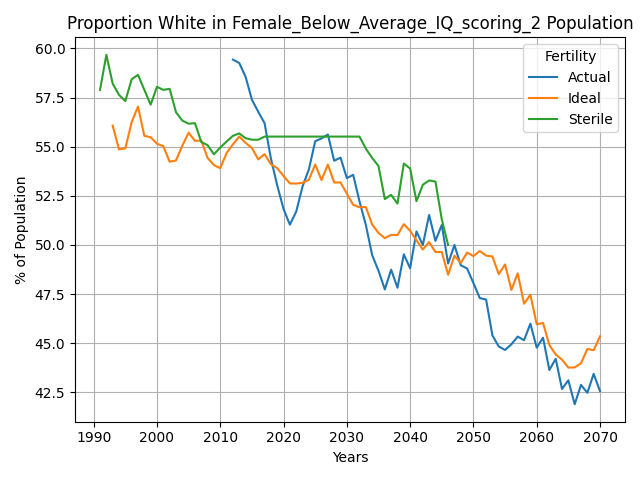 Proportion White in Female_Below_Average_IQ_scoring_2 Population
Fertility
Actual
Ideal
Sterile
% of Population
60.0
57.5
55.0
52.5
50.0
47.5
45.0
42.5
1990 2000 2010 2020 2030 2040 2050 2060 2070
Years